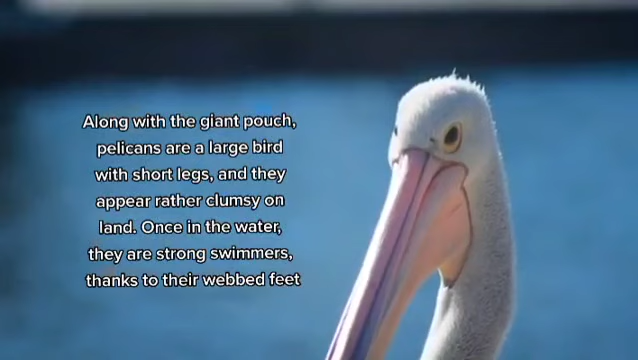 Along with the giant pouch,
pelicans are a large bird
with short legs, and they
appear rather clumsy on
land. Once in the water,
they are strong swimmers,
thanks to their webbed feet